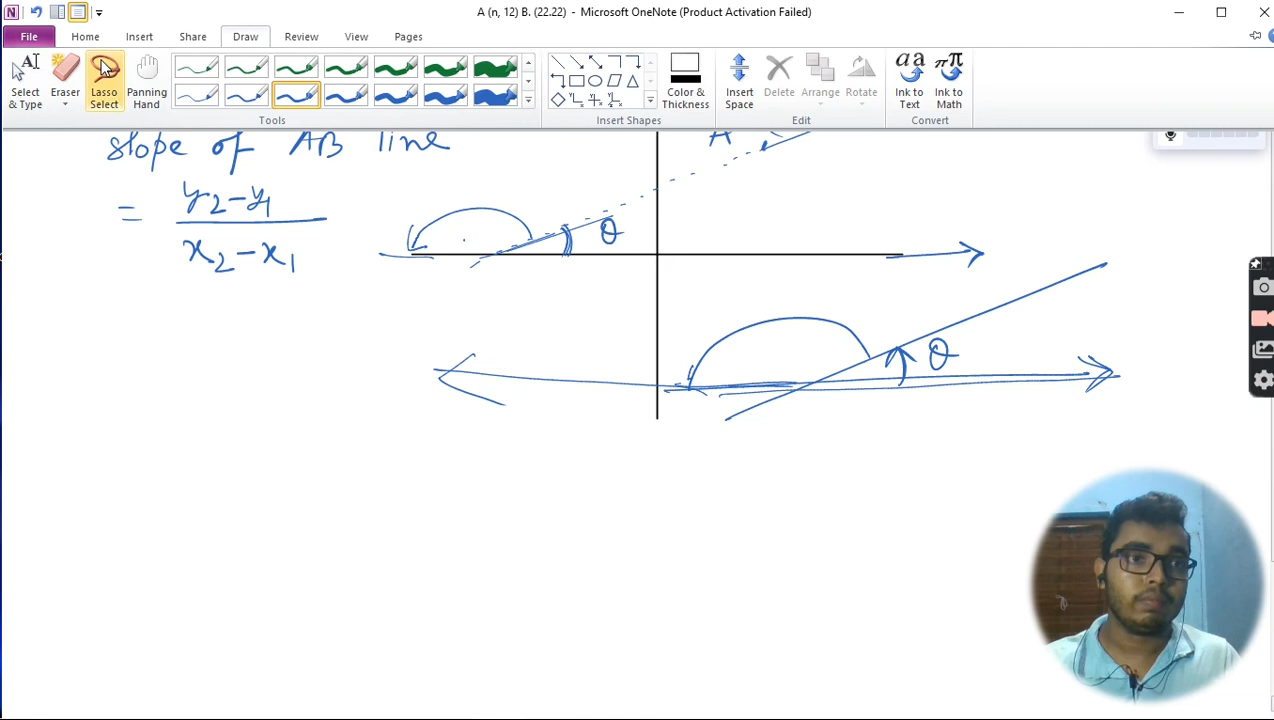 A (n, 12) B. (22.22) - Microsoft OneNote (Product Activation Failed)
File Home Insert Share Draw Review View Pages
Select & Type
Eraser
Lasso Select
Panning Hand
Color & Thickness
Insert Space
Delete
Arrange
Rotate
aa
Ink to Text
απ
Ink to Math
Tools
Insert Shapes
Edit
Convert
slope of AB line
= y2-y1
x2-x1
A
θ
θ